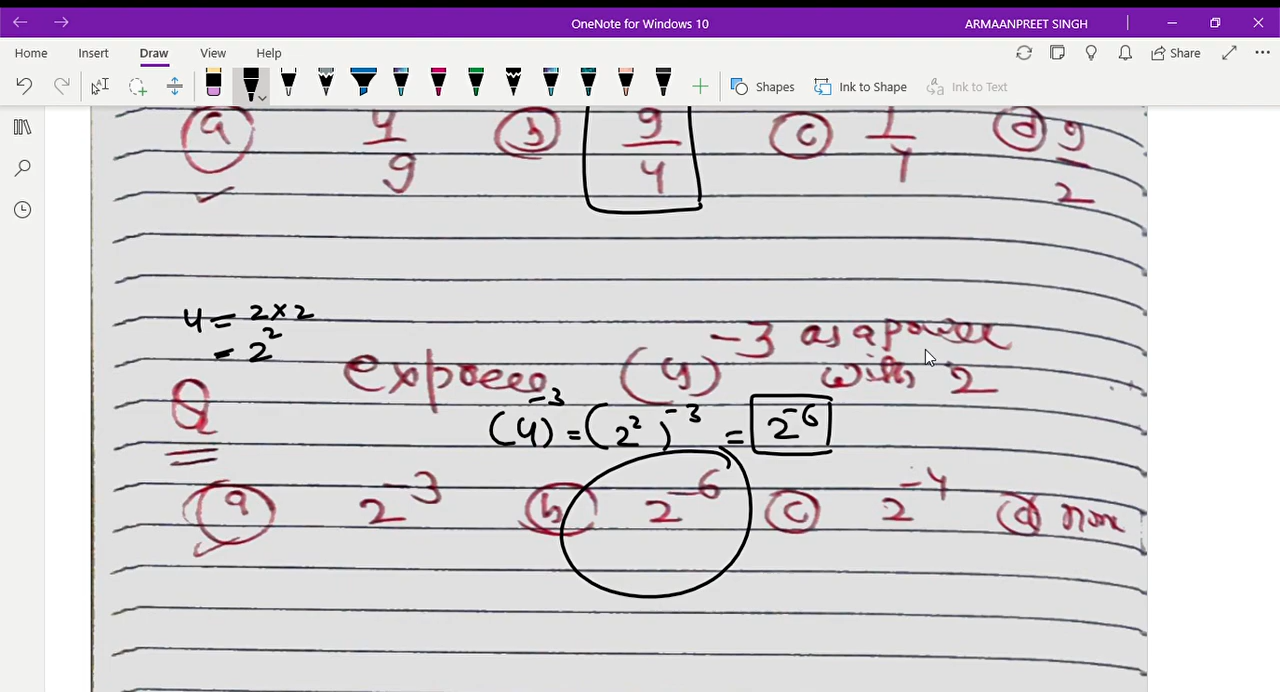 OneNote for Windows 10
ARMAANPREET SINGH
Home Insert Draw View Help
Share
Shapes Ink to Shape Ink to Text
(a) 4/9 (b) 9/4 (c) 1/4 (d) 9/2
4 = 2 × 2
= 2²
Q express (4)⁻³ as a power with 2
(4)⁻³ = (2²)⁻³ = 2⁻⁶
(a) 2⁻³ (b) 2⁻⁶ (c) 2⁻⁴ (d) none